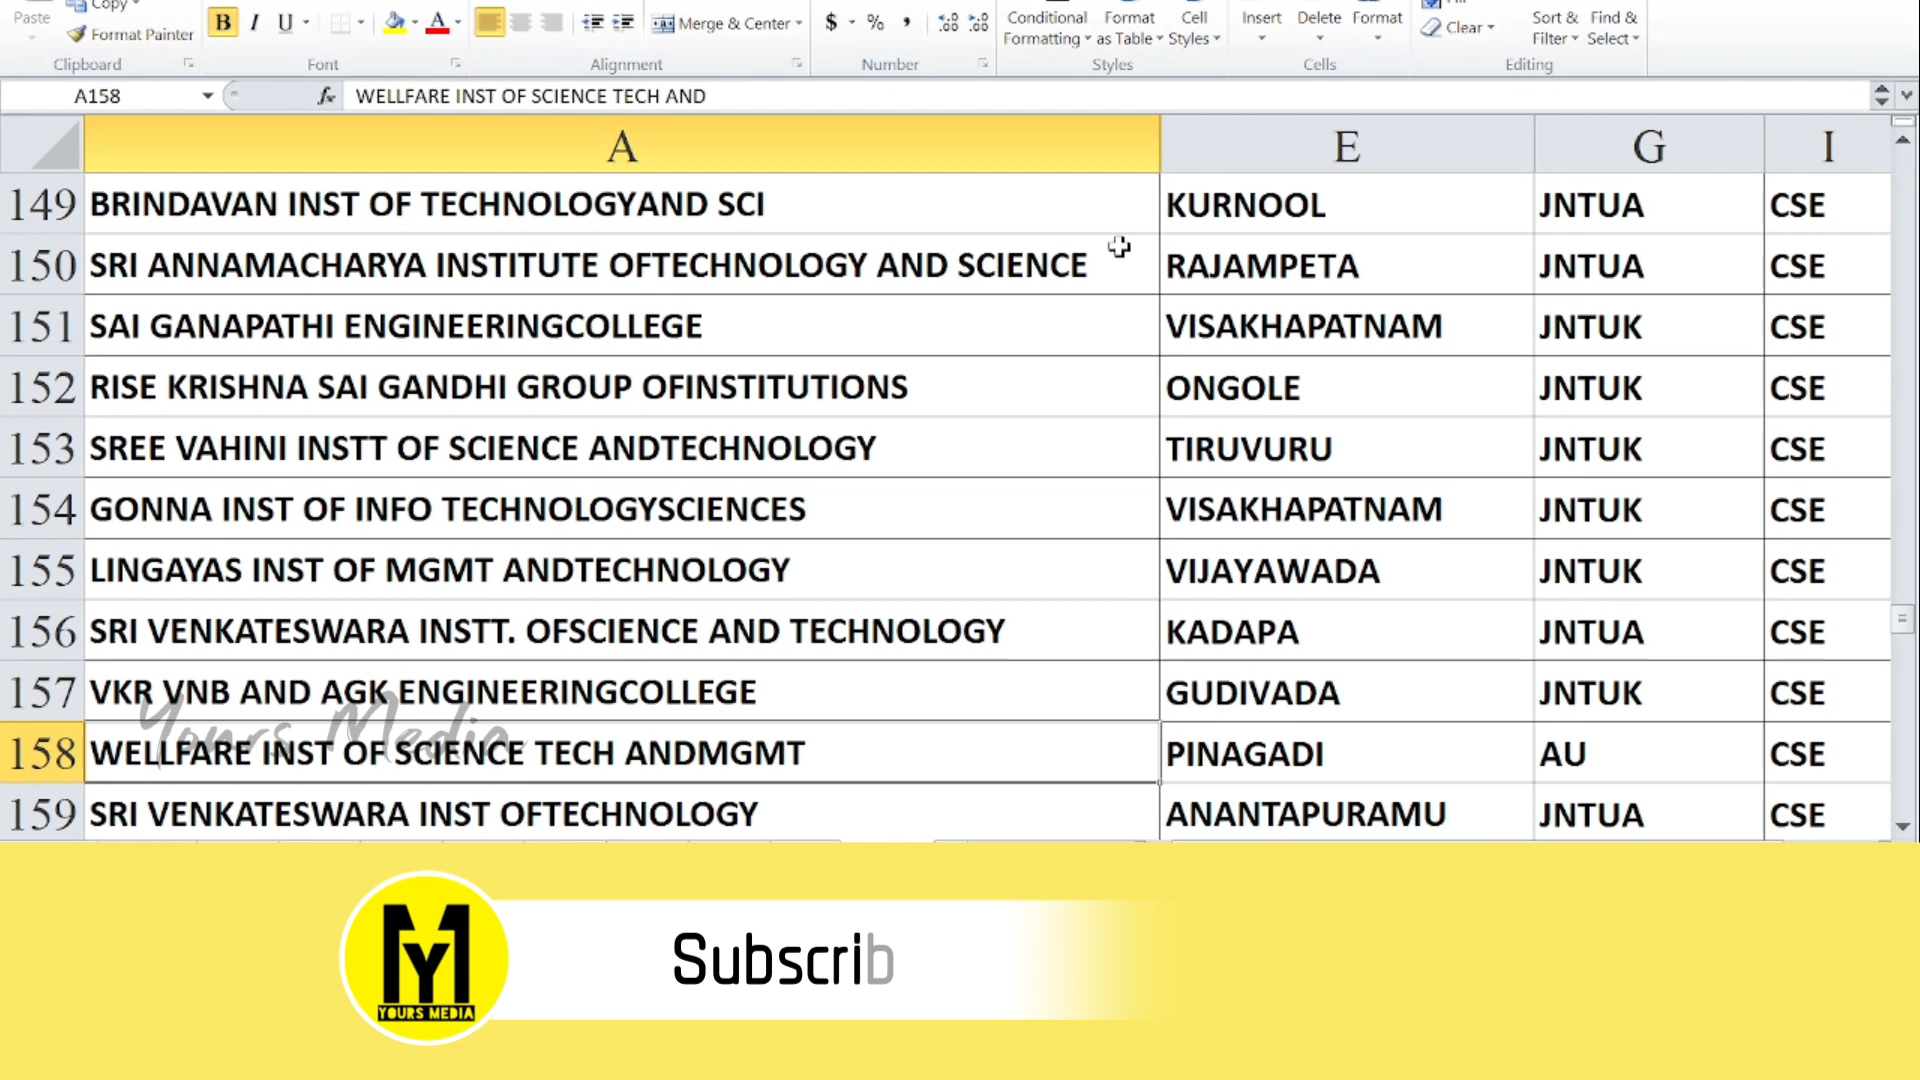 Paste Copy Format Painter B I U A Merge & Center $ % , Conditional Formatting Format as Table Cell Styles Insert Delete Format Clear Sort & Filter Find & Select
Clipboard Font Alignment Number Styles Cells Editing
A158 fx WELLFARE INST OF SCIENCE TECH AND
A E G I
149 BRINDAVAN INST OF TECHNOLOGYAND SCI KURNOOL JNTUA CSE
150 SRI ANNAMACHARYA INSTITUTE OFTECHNOLOGY AND SCIENCE RAJAMPETA JNTUA CSE
151 SAI GANAPATHI ENGINEERINGCOLLEGE VISAKHAPATNAM JNTUK CSE
152 RISE KRISHNA SAI GANDHI GROUP OFINSTITUTIONS ONGOLE JNTUK CSE
153 SREE VAHINI INSTT OF SCIENCE ANDTECHNOLOGY TIRUVURU JNTUK CSE
154 GONNA INST OF INFO TECHNOLOGYSCIENCES VISAKHAPATNAM JNTUK CSE
155 LINGAYAS INST OF MGMT ANDTECHNOLOGY VIJAYAWADA JNTUK CSE
156 SRI VENKATESWARA INSTT. OFSCIENCE AND TECHNOLOGY KADAPA JNTUA CSE
157 VKR VNB AND AGK ENGINEERINGCOLLEGE GUDIVADA JNTUK CSE
Yours Media
158 WELLFARE INST OF SCIENCE TECH ANDMGMT PINAGADI AU CSE
159 SRI VENKATESWARA INST OFTECHNOLOGY ANANTAPURAMU JNTUA CSE
MY
YOURS MEDIA
Subscrib